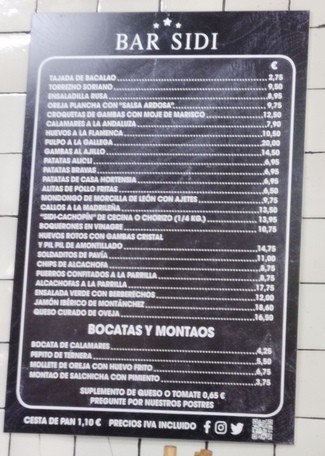 BAR SIDI
€
TAJADA DE BACALAO 2,75
TORREZNO SORIANO 9,50
ENSALADILLA RUSA 8,95
OREJA PLANCHA CON "SALSA ARDOSA" 9,75
CROQUETAS DE GAMBAS CON MOJE DE MARISCO 12,50
CALAMARES A LA ANDALUZA 7,90
HUEVOS A LA FLAMENCA 10,50
PULPO A LA GALLEGA 20,00
GAMBAS AL AJILLO 14,50
PATATAS ALICLI 6,95
PATATAS BRAVAS 6,95
PATATAS DE CASA HORTENSIA 6,95
ALITAS DE POLLO FRITAS 6,50
MONDONGO DE MORCILLA DE LEÓN CON AJETES 9,75
CALLOS A LA MADRILEÑA 13,50
"SIDI-CACHOPÍN" DE CECINA O CHORIZO (1/4 KG.) 13,95
BOQUERONES EN VINAGRE 10,75
HUEVOS ROTOS CON GAMBAS CRISTAL
Y PIL PIL DE AMONTILLADO 14,75
SOLDADITOS DE PAVÍA 11,00
CHIPS DE ALCACHOFA 8,75
PUERROS CONFITADOS A LA PARRILLA 8,75
ALCACHOFAS A LA PARRILLA 17,75
ENSALADA VERDE CON BERBERECHOS 12,00
JAMÓN IBÉRICO DE MONTÁNCHEZ 18,60
QUESO CURADO DE OVEJA 16,50
BOCATAS Y MONTAOS
BOCATA DE CALAMARES 4,25
PEPITO DE TERNERA 5,50
MOLLETE DE OREJA CON HUEVO FRITO 6,75
MONTAO DE SALCHICHA CON PIMIENTO 3,75
SUPLEMENTO DE QUESO O TOMATE 0,65 €
PREGUNTE POR NUESTROS POSTRES
CESTA DE PAN 1,10 € PRECIOS IVA INCLUIDO